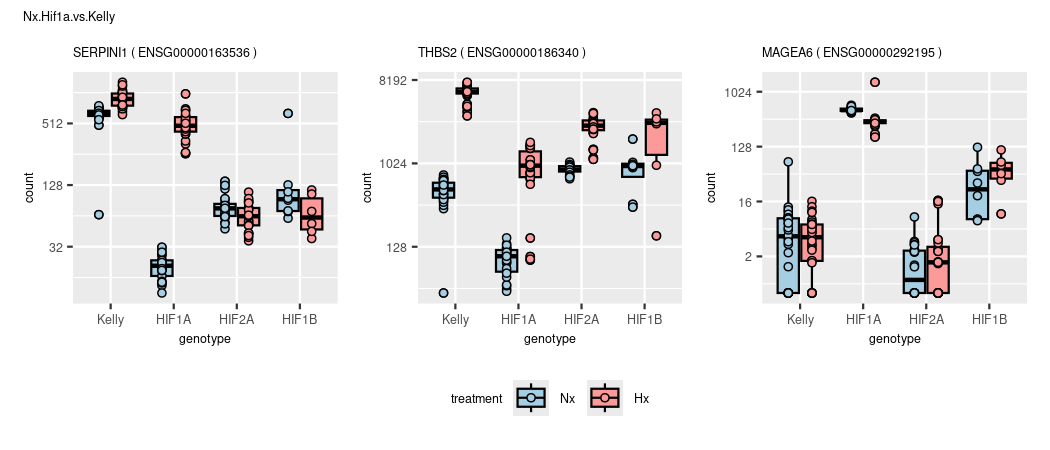 Nx.Hif1a.vs.Kelly
SERPINI1 ( ENSG00000163536 )
THBS2 ( ENSG00000186340 )
MAGEA6 ( ENSG00000292195 )
count
512
128
32
Kelly
HIF1A
HIF2A
HIF1B
genotype
count
8192
1024
128
Kelly
HIF1A
HIF2A
HIF1B
genotype
count
1024
128
16
2
Kelly
HIF1A
HIF2A
HIF1B
genotype
treatment
Nx
Hx